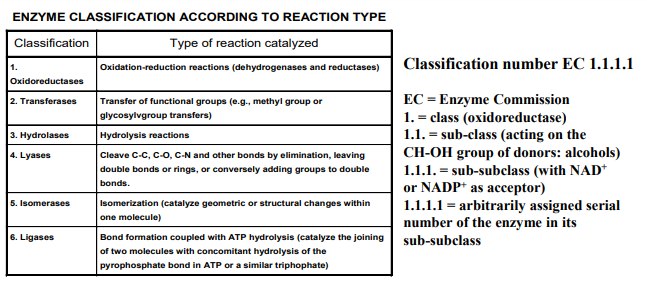 ENZYME CLASSIFICATION ACCORDING TO REACTION TYPE
Classification
Type of reaction catalyzed
1.
Oxidoreductases
Oxidation-reduction reactions (dehydrogenases and reductases)
2. Transferases
Transfer of functional groups (e.g., methyl group or
glycosylvgroup transfers)
3. Hydrolases
Hydrolysis reactions
4. Lyases
Cleave C-C, C-O, C-N and other bonds by elimination, leaving
double bonds or rings, or conversely adding groups to double
bonds.
5. Isomerases
Isomerization (catalyze geometric or structural changes within
one molecule)
6. Ligases
Bond formation coupled with ATP hydrolysis (catalyze the joining
of two molecules with concomitant hydrolysis of the
pyrophosphate bond in ATP or a similar triphophate)
Classification number EC 1.1.1.1
EC = Enzyme Commission
1. = class (oxidoreductase)
1.1. = sub-class (acting on the
CH-OH group of donors: alcohols)
1.1.1. = sub-subclass (with NAD⁺
or NADP⁺ as acceptor)
1.1.1.1 = arbitrarily assigned serial
number of the enzyme in its
sub-subclass